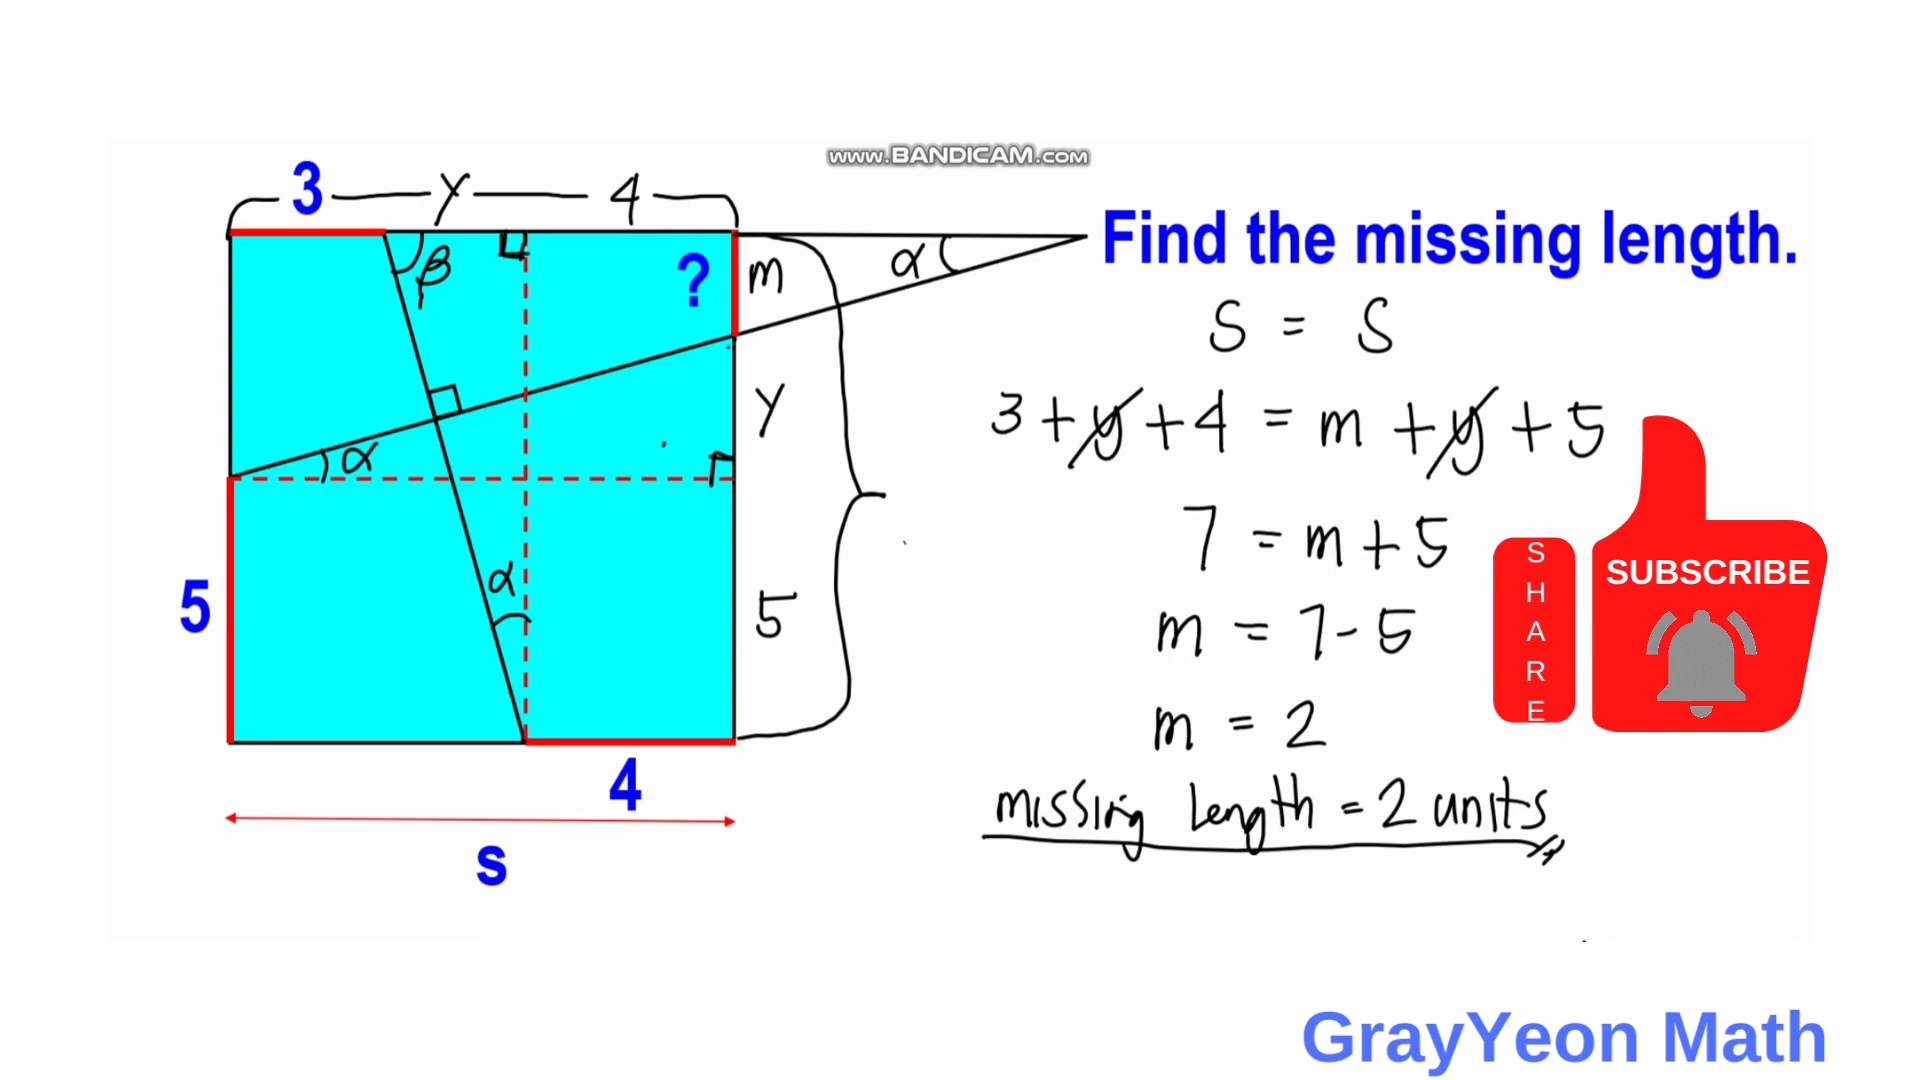 www.BANDICAM.com
3 y 4
Find the missing length.
β
?
m
α
S = S
y
3 + y + 4 = m + y + 5
α
7 = m + 5
SHARE
SUBSCRIBE
α
5
5
m = 7 - 5
m = 2
4
missing length = 2 units
s
GrayYeon Math